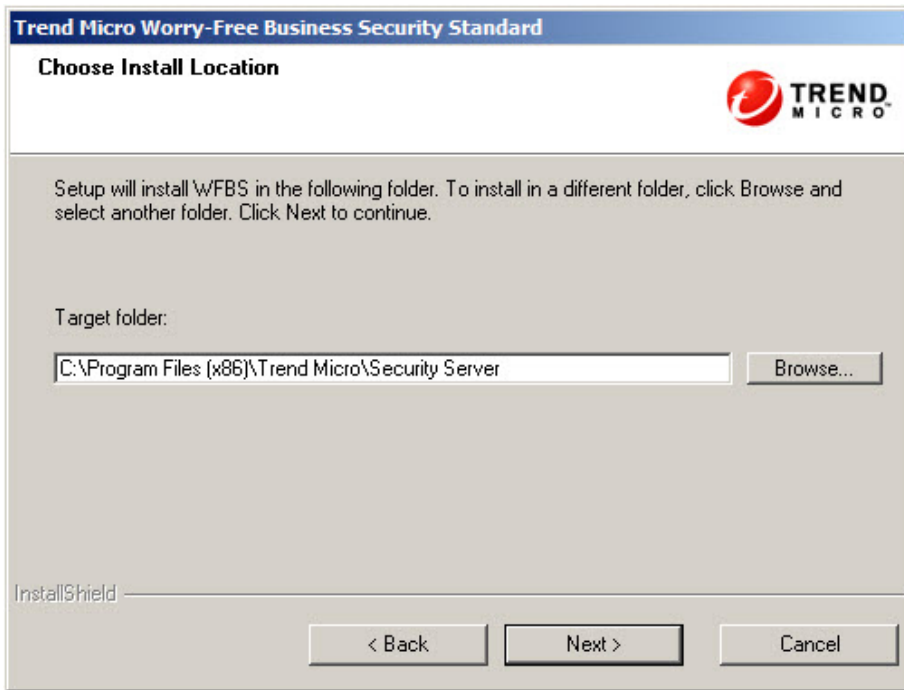 Trend Micro Worry-Free Business Security Standard
Choose Install Location
TREND
MICRO™
Setup will install WFBS in the following folder. To install in a different folder, click Browse and
select another folder. Click Next to continue.
Target folder:
C:\Program Files (x86)\Trend Micro\Security Server
Browse...
InstallShield
< Back
Next >
Cancel